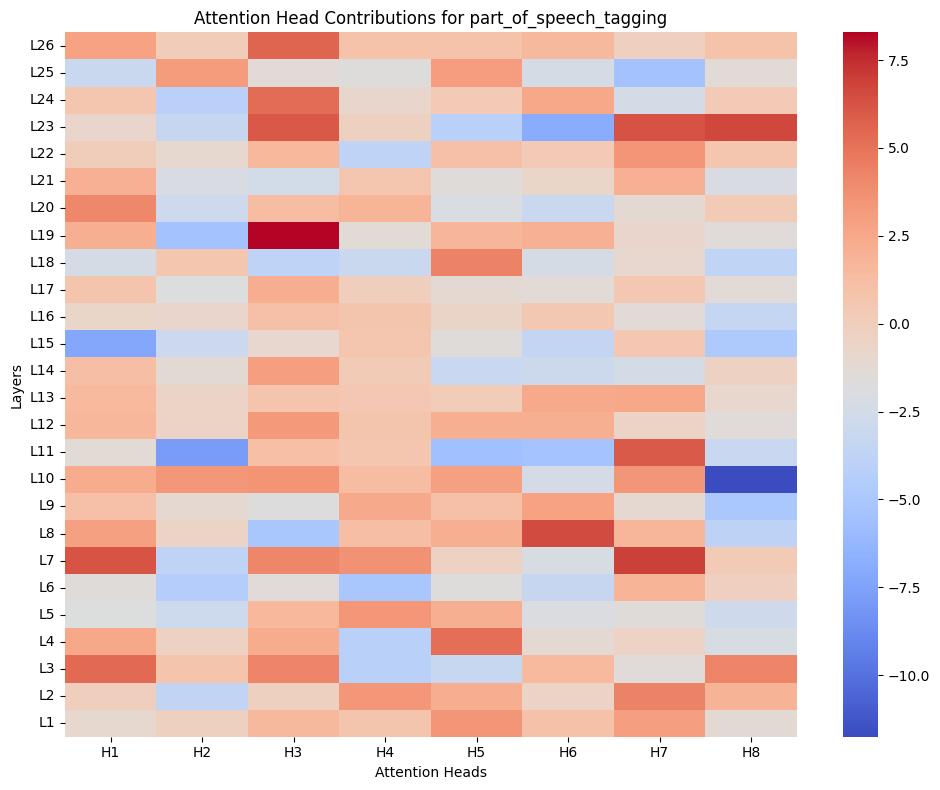 Attention Head Contributions for part_of_speech_tagging
Layers
L26
L25
L24
L23
L22
L21
L20
L19
L18
L17
L16
L15
L14
L13
L12
L11
L10
L9
L8
L7
L6
L5
L4
L3
L2
L1
H1 H2 H3 H4 H5 H6 H7 H8
Attention Heads
7.5
5.0
2.5
0.0
−2.5
−5.0
−7.5
−10.0